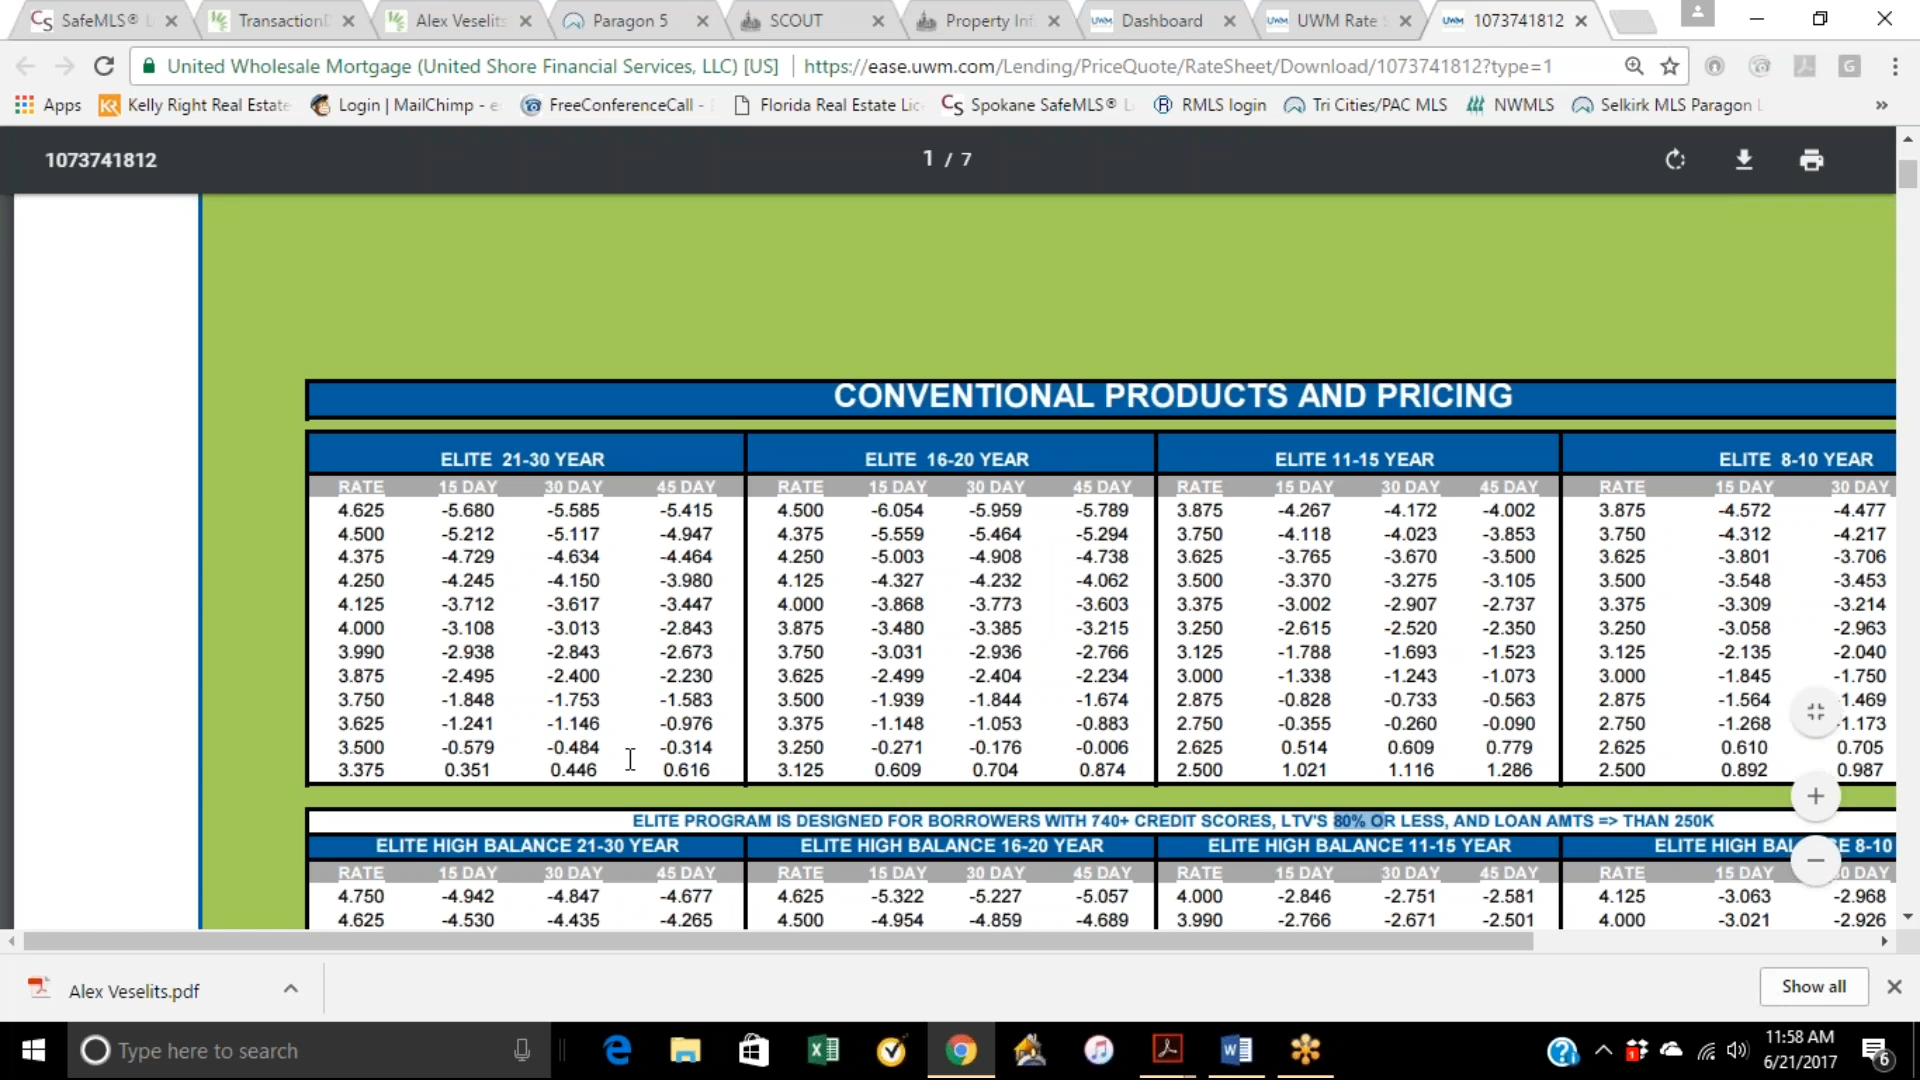 SafeMLS® L
TransactionD
Alex Veselits
Paragon 5
SCOUT
Property Inf
UWM Dashboard
UWM UWM Rate S
UWM 1073741812
United Wholesale Mortgage (United Shore Financial Services, LLC) [US] https://ease.uwm.com/Lending/PriceQuote/RateSheet/Download/1073741812?type=1
Apps KR Kelly Right Real Estate Login | MailChimp - e FreeConferenceCall - Florida Real Estate Lic CS Spokane SafeMLS® L RMLS login Tri Cities/PAC MLS NWMLS Selkirk MLS Paragon L »
1073741812 1 / 7
CONVENTIONAL PRODUCTS AND PRICING
ELITE 21-30 YEAR ELITE 16-20 YEAR ELITE 11-15 YEAR ELITE 8-10 YEAR
RATE 15 DAY 30 DAY 45 DAY RATE 15 DAY 30 DAY 45 DAY RATE 15 DAY 30 DAY 45 DAY RATE 15 DAY 30 DAY
4.625 -5.680 -5.585 -5.415 4.500 -6.054 -5.959 -5.789 3.875 -4.267 -4.172 -4.002 3.875 -4.572 -4.477
4.500 -5.212 -5.117 -4.947 4.375 -5.559 -5.464 -5.294 3.750 -4.118 -4.023 -3.853 3.750 -4.312 -4.217
4.375 -4.729 -4.634 -4.464 4.250 -5.003 -4.908 -4.738 3.625 -3.765 -3.670 -3.500 3.625 -3.801 -3.706
4.250 -4.245 -4.150 -3.980 4.125 -4.327 -4.232 -4.062 3.500 -3.370 -3.275 -3.105 3.500 -3.548 -3.453
4.125 -3.712 -3.617 -3.447 4.000 -3.868 -3.773 -3.603 3.375 -3.002 -2.907 -2.737 3.375 -3.309 -3.214
4.000 -3.108 -3.013 -2.843 3.875 -3.480 -3.385 -3.215 3.250 -2.615 -2.520 -2.350 3.250 -3.058 -2.963
3.990 -2.938 -2.843 -2.673 3.750 -3.031 -2.936 -2.766 3.125 -1.788 -1.693 -1.523 3.125 -2.135 -2.040
3.875 -2.495 -2.400 -2.230 3.625 -2.499 -2.404 -2.234 3.000 -1.338 -1.243 -1.073 3.000 -1.845 -1.750
3.750 -1.848 -1.753 -1.583 3.500 -1.939 -1.844 -1.674 2.875 -0.828 -0.733 -0.563 2.875 -1.564 -1.469
3.625 -1.241 -1.146 -0.976 3.375 -1.148 -1.053 -0.883 2.750 -0.355 -0.260 -0.090 2.750 -1.268 -1.173
3.500 -0.579 -0.484 -0.314 3.250 -0.271 -0.176 -0.006 2.625 0.514 0.609 0.779 2.625 0.610 0.705
3.375 0.351 0.446 0.616 3.125 0.609 0.704 0.874 2.500 1.021 1.116 1.286 2.500 0.892 0.987
ELITE PROGRAM IS DESIGNED FOR BORROWERS WITH 740+ CREDIT SCORES, LTV'S 80% OR LESS, AND LOAN AMTS => THAN 250K
ELITE HIGH BALANCE 21-30 YEAR ELITE HIGH BALANCE 16-20 YEAR ELITE HIGH BALANCE 11-15 YEAR ELITE HIGH BAL E 8-10
RATE 15 DAY 30 DAY 45 DAY RATE 15 DAY 30 DAY 45 DAY RATE 15 DAY 30 DAY 45 DAY RATE 15 DAY 30 DAY
4.750 -4.942 -4.847 -4.677 4.625 -5.322 -5.227 -5.057 4.000 -2.846 -2.751 -2.581 4.125 -3.063 -2.968
4.625 -4.530 -4.435 -4.265 4.500 -4.954 -4.859 -4.689 3.990 -2.766 -2.671 -2.501 4.000 -3.021 -2.926
Alex Veselits.pdf Show all
Type here to search
11:58 AM
6/21/2017
6